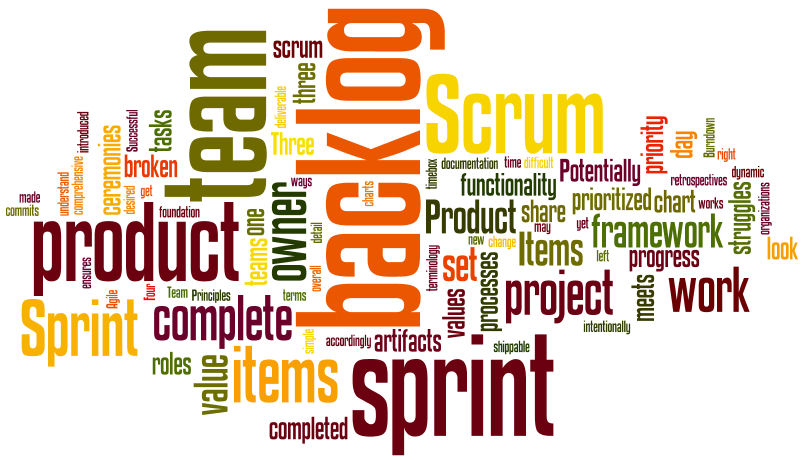 backlog
team
scrum
three
deliverable
Three
Scrum
introduced
Successful
tasks
ceremonies
comprehensive
understand
broken
desired
yet
made
commits
product
foundation
teams
one
owner
ways
detail
charts
timebox
documentation
time
difficult
Potentially
priority
day
Burndown
right
functionality
retrospectives
dynamic
prioritized
chart
works
struggles
organizations
Product
share
may
yet
framework
look
new
change
Items
left
progress
ensures
Agile
four
Team
Principles
terms
overall
terminology
set
processes
values
project
intentionally
meets
work
Sprint
complete
simple
accordingly
artifacts
shippable
roles
value
items
sprint
completed